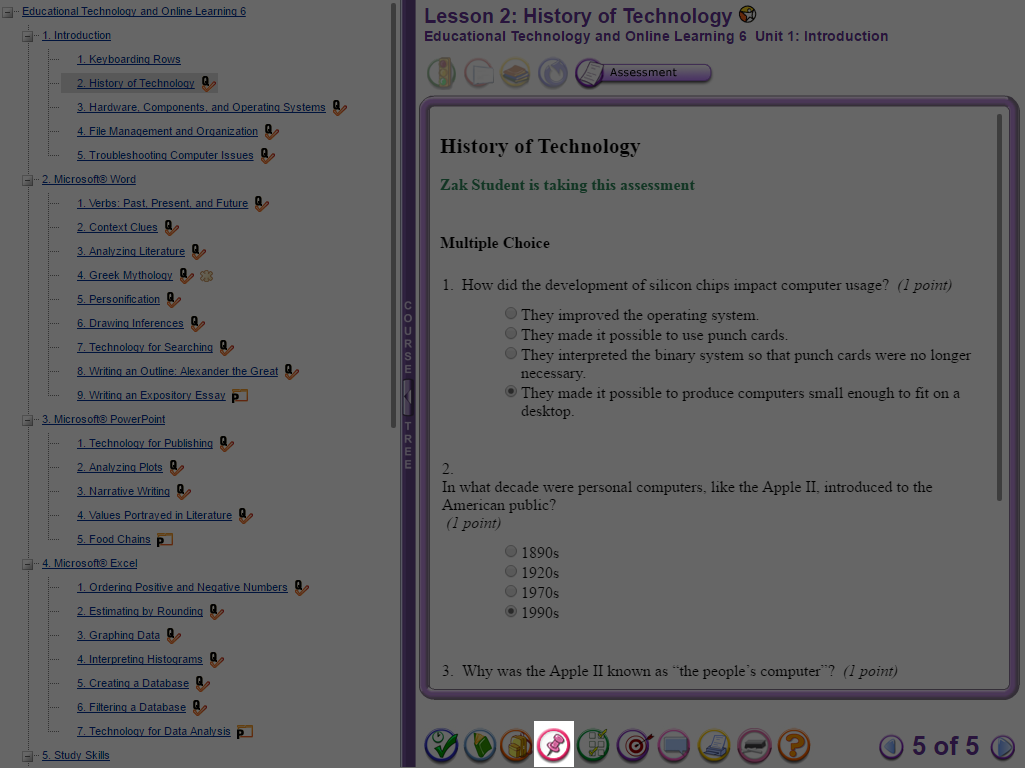 Educational Technology and Online Learning 6
1. Introduction
1. Keyboarding Rows
2. History of Technology
3. Hardware, Components, and Operating Systems
4. File Management and Organization
5. Troubleshooting Computer Issues
2. Microsoft® Word
1. Verbs: Past, Present, and Future
2. Context Clues
3. Analyzing Literature
4. Greek Mythology
5. Personification
6. Drawing Inferences
7. Technology for Searching
8. Writing an Outline: Alexander the Great
9. Writing an Expository Essay
3. Microsoft® PowerPoint
1. Technology for Publishing
2. Analyzing Plots
3. Narrative Writing
4. Values Portrayed in Literature
5. Food Chains
4. Microsoft® Excel
1. Ordering Positive and Negative Numbers
2. Estimating by Rounding
3. Graphing Data
4. Interpreting Histograms
5. Creating a Database
6. Filtering a Database
7. Technology for Data Analysis
5. Study Skills
COURSE TREE
Lesson 2: History of Technology
Educational Technology and Online Learning 6 Unit 1: Introduction
Assessment
History of Technology
Zak Student is taking this assessment
Multiple Choice
1. How did the development of silicon chips impact computer usage? (1 point)
They improved the operating system.
They made it possible to use punch cards.
They interpreted the binary system so that punch cards were no longer
necessary.
They made it possible to produce computers small enough to fit on a
desktop.
2.
In what decade were personal computers, like the Apple II, introduced to the
American public?
(1 point)
1890s
1920s
1970s
1990s
3. Why was the Apple II known as “the people’s computer”? (1 point)
5 of 5